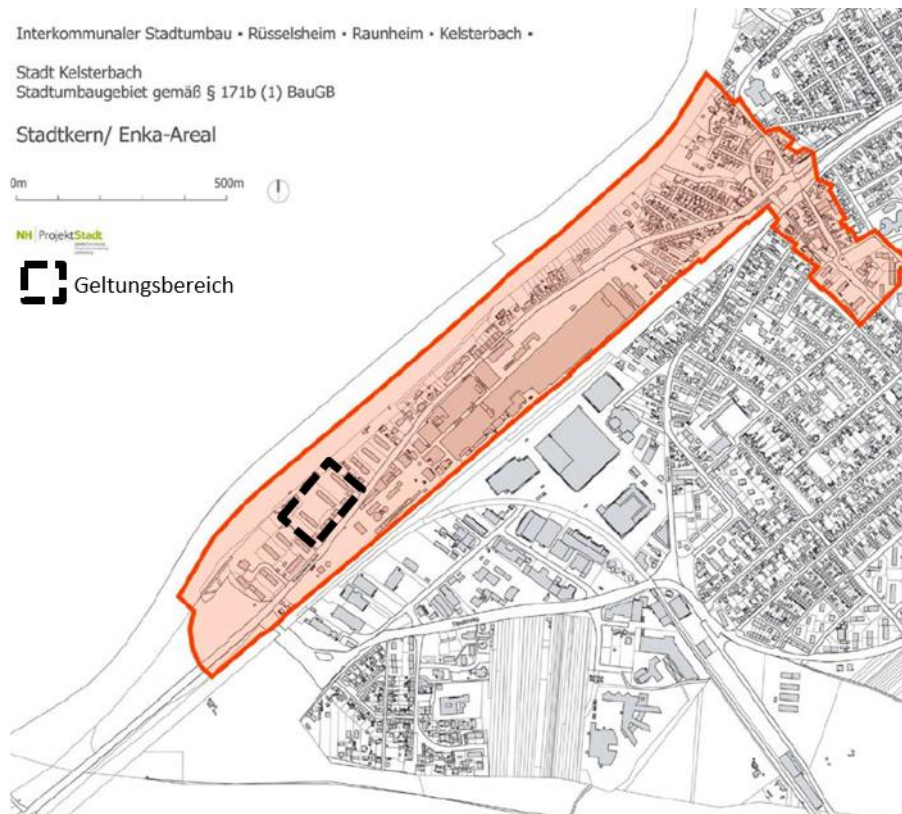 Interkommunaler Stadtumbau • Rüsselsheim • Raunheim • Kelsterbach •
Stadt Kelsterbach
Stadtumbaugebiet gemäß § 171b (1) BauGB
Stadtkern/ Enka-Areal
0m 500m
NH ProjektStadt
Geltungsbereich